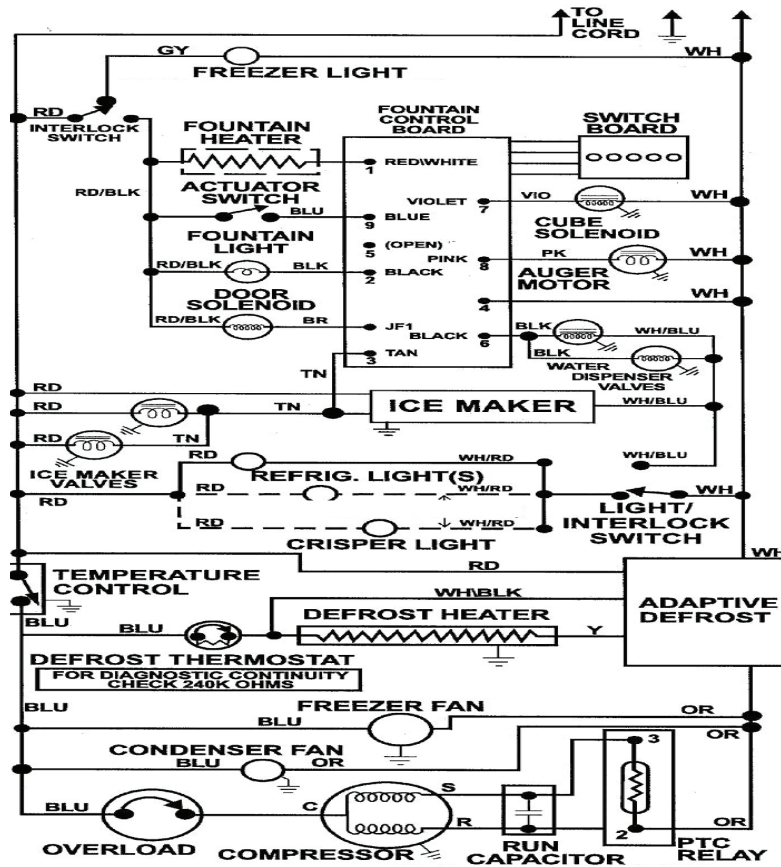 TO
LINE
CORD
GY
WH
FREEZER LIGHT
RD
INTERLOCK
SWITCH
FOUNTAIN
HEATER
FOUNTAIN
CONTROL
BOARD
SWITCH
BOARD
1
RED\WHITE
RD/BLK
ACTUATOR
SWITCH
BLU
9
BLUE
VIOLET
7
VIO
WH
CUBE
SOLENOID
FOUNTAIN
LIGHT
5
(OPEN)
RD/BLK
BLK
2
BLACK
PINK
8
PK
WH
AUGER
MOTOR
DOOR
SOLENOID
4
WH
RD/BLK
BR
JF1
BLACK
6
BLK
WH/BLU
BLK
WATER
DISPENSER
VALVES
3
TAN
TN
RD
RD
TN
ICE MAKER
WH/BLU
RD
TN
ICE MAKER
VALVES
RD
WH/RD
WH/BLU
REFRIG. LIGHT(S)
RD
RD
WH/RD
WH
LIGHT/
INTERLOCK
SWITCH
RD
WH/RD
CRISPER LIGHT
RD
WH
TEMPERATURE
CONTROL
WH\BLK
ADAPTIVE
DEFROST
BLU
BLU
DEFROST HEATER
Y
DEFROST THERMOSTAT
FOR DIAGNOSTIC CONTINUITY
CHECK 240K OHMS
BLU
BLU
FREEZER FAN
OR
OR
CONDENSER FAN
BLU
OR
3
BLU
C
S
R
2
OR
OVERLOAD
COMPRESSOR
RUN
CAPACITOR
PTC
RELAY